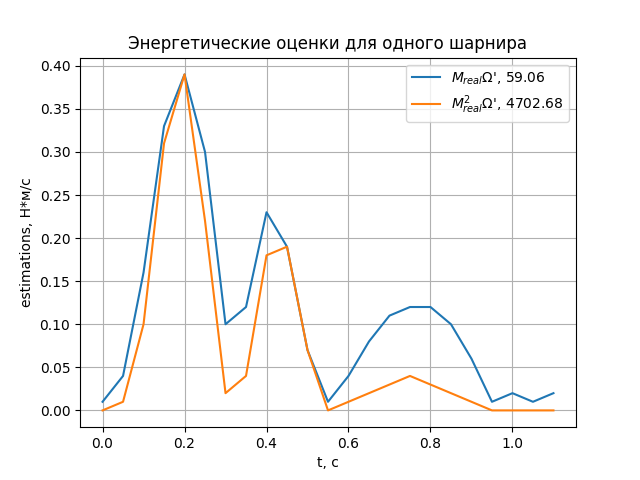 Энергетические оценки для одного шарнира
M_real Ω', 59.06
M²_real Ω', 4702.68
estimations, Н*м/с
0.40
0.35
0.30
0.25
0.20
0.15
0.10
0.05
0.00
0.0 0.2 0.4 0.6 0.8 1.0
t, с